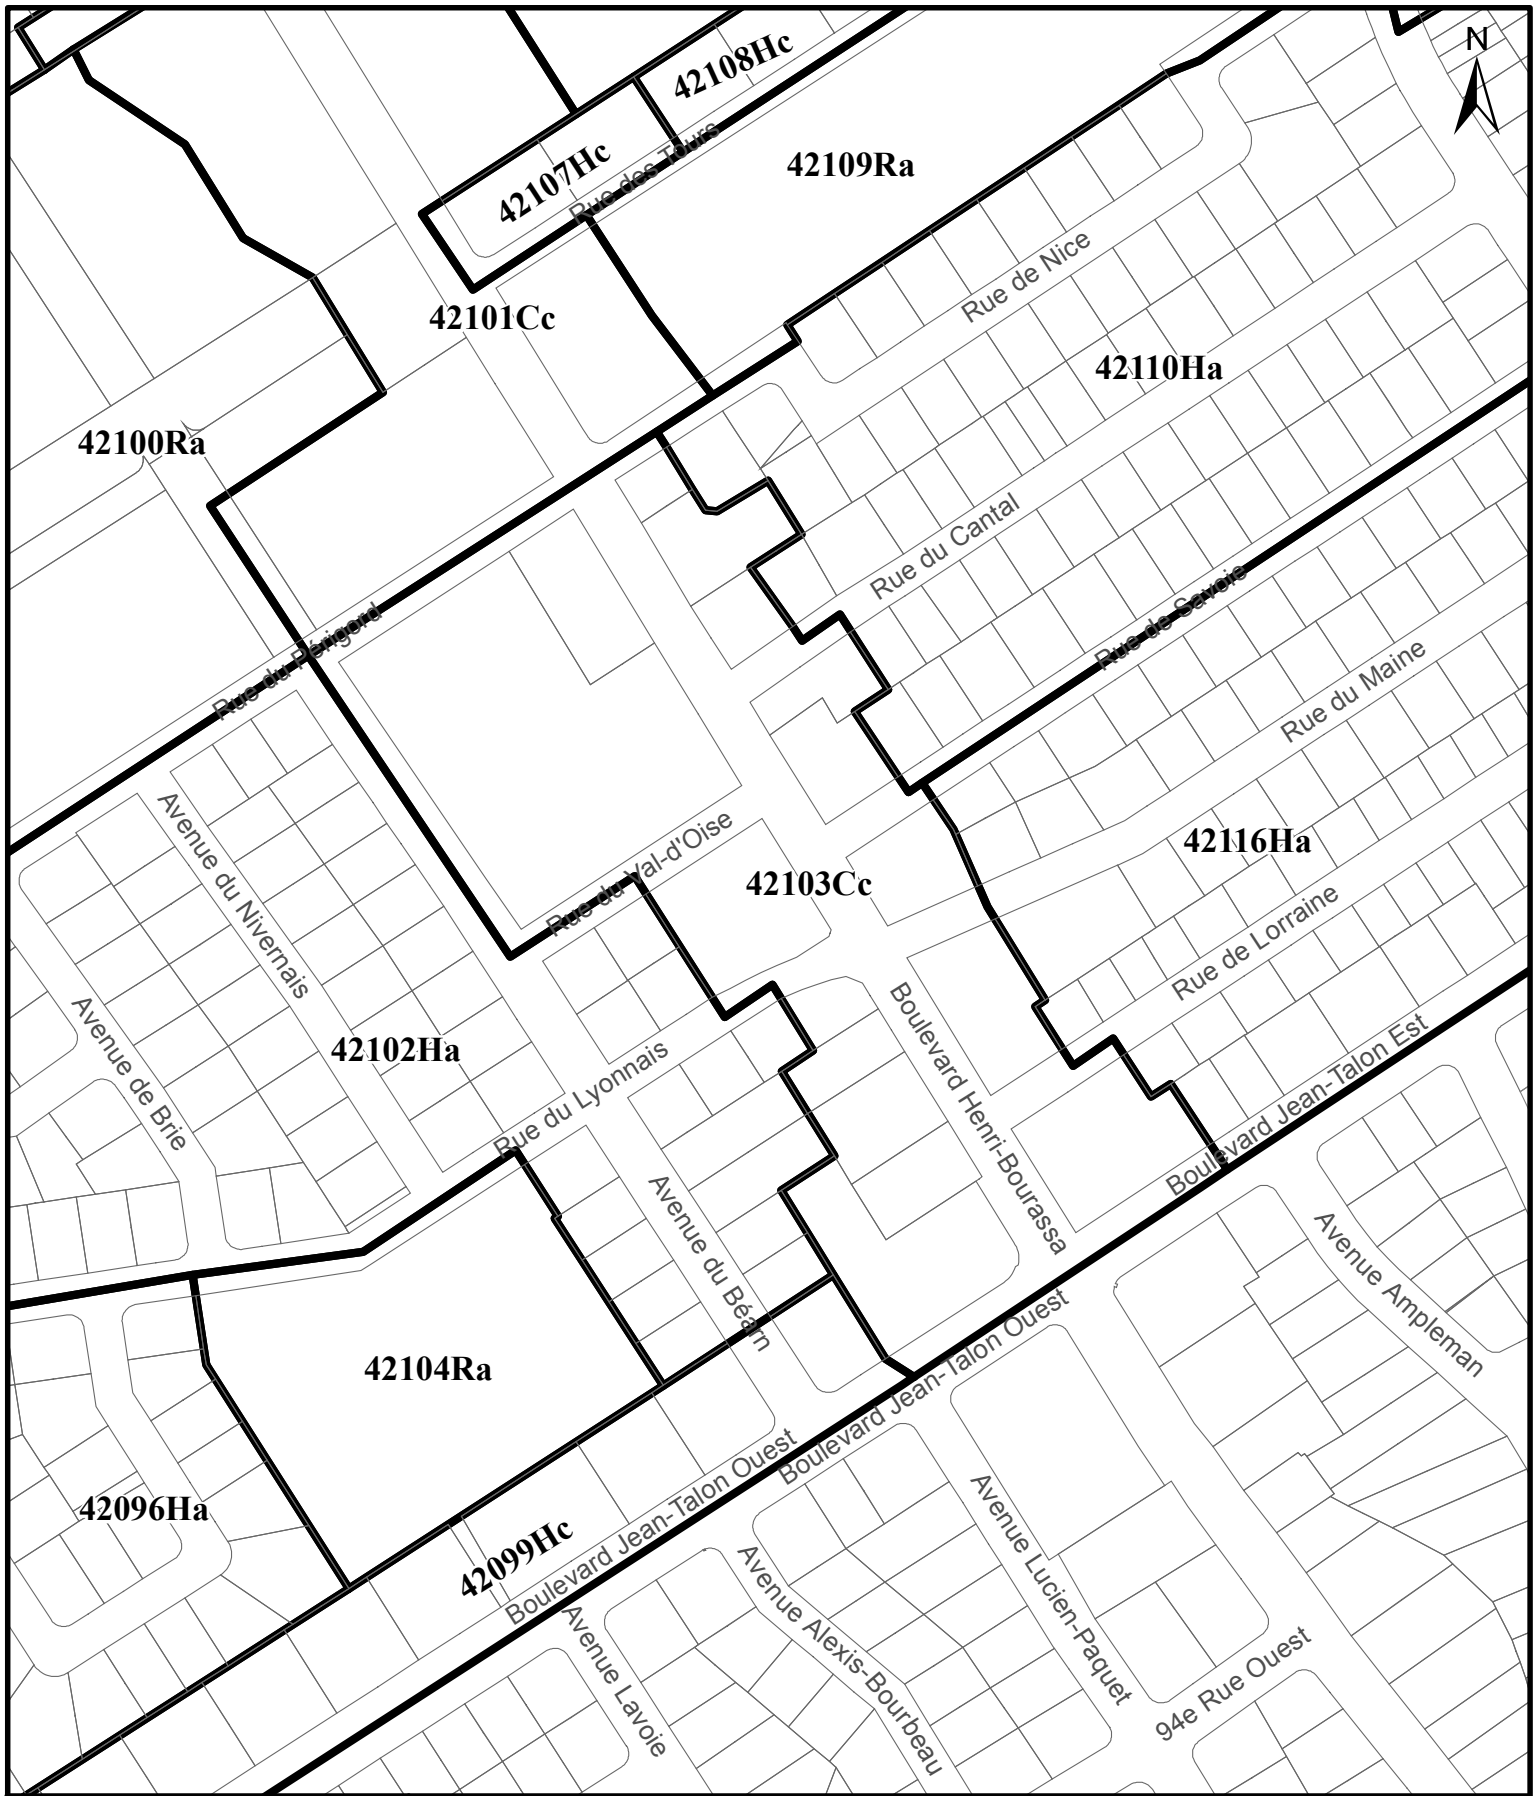 N
42108Hc
42107Hc
Rue des Tours
42109Ra
Rue de Nice
42101Cc
42110Ha
42100Ra
Rue du Cantal
Rue de Savoie
Rue du Périgord
Rue du Maine
Avenue du Nivernais
Rue du Val-d'Oise
42116Ha
42103Cc
Rue de Lorraine
Avenue de Brie
42102Ha
Boulevard Henri-Bourassa
Rue du Lyonnais
Boulevard Jean-Talon Est
Avenue du Béarn
Avenue Ampleman
42104Ra
Boulevard Jean-Talon Ouest
42096Ha
42099Hc
Boulevard Jean-Talon Ouest
Avenue Lucien-Paquet
Avenue Alexis-Bourbeau
Avenue Lavoie
94e Rue Ouest